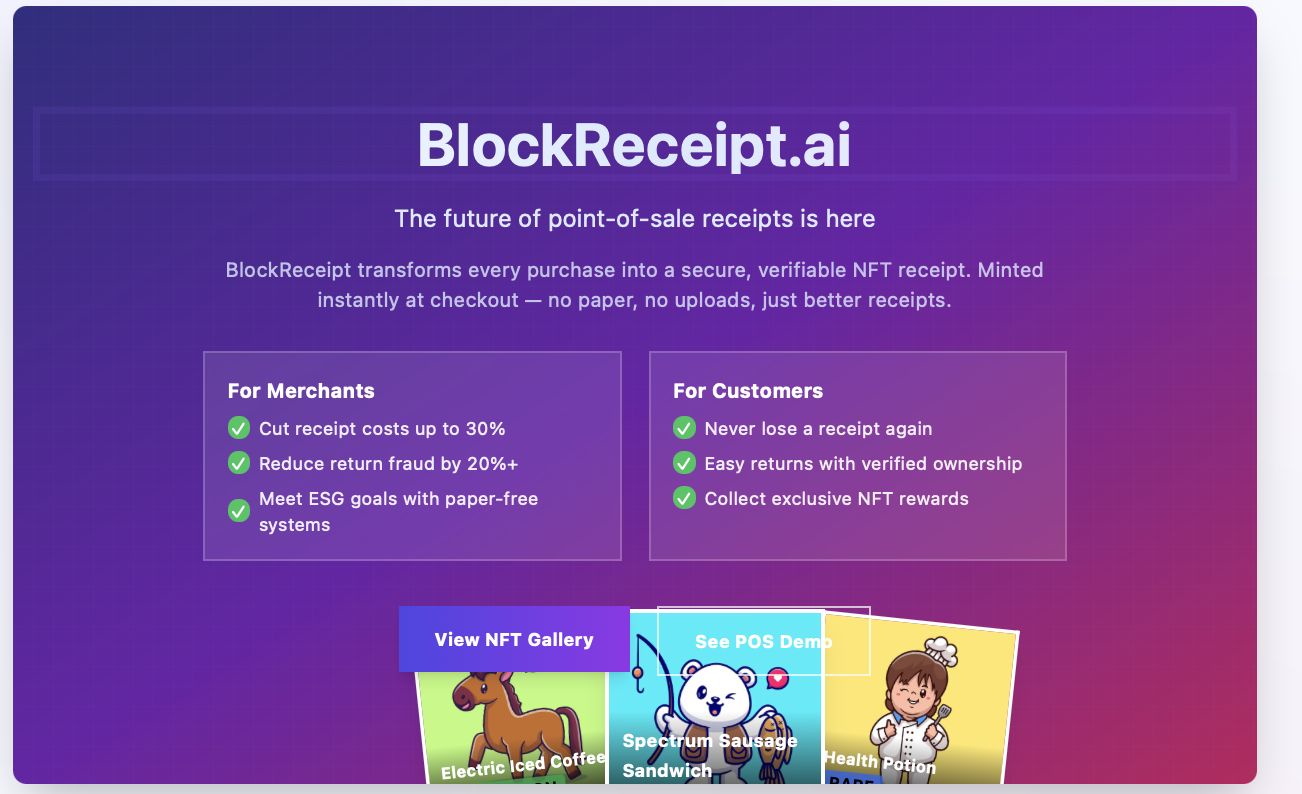 BlockReceipt.ai
The future of point-of-sale receipts is here
BlockReceipt transforms every purchase into a secure, verifiable NFT receipt. Minted
instantly at checkout — no paper, no uploads, just better receipts.
For Merchants
Cut receipt costs up to 30%
Reduce return fraud by 20%+
Meet ESG goals with paper-free
systems
For Customers
Never lose a receipt again
Easy returns with verified ownership
Collect exclusive NFT rewards
View NFT Gallery
See POS Demo
Electric Iced Coffee
Spectrum Sausage
Sandwich
Health Potion
RARE